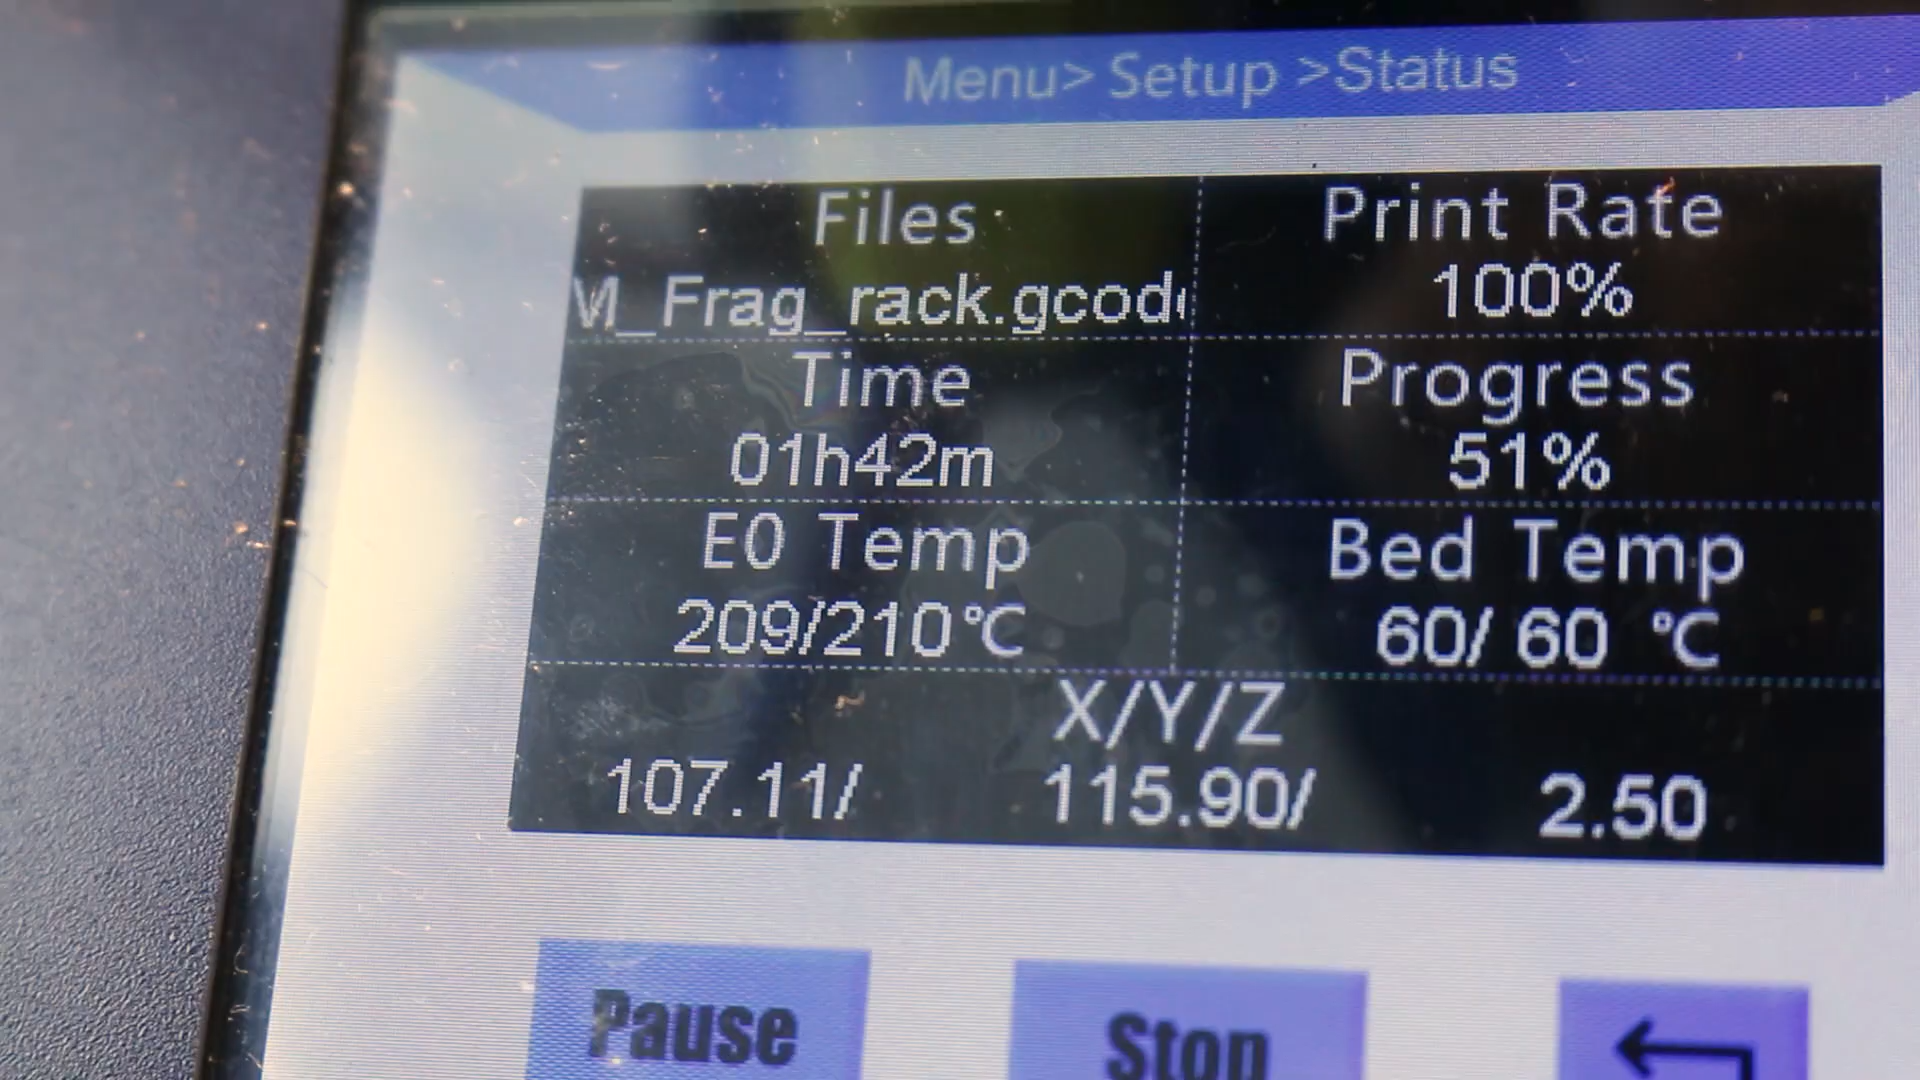 Menu> Setup >Status
Files
Print Rate
M_Frag_rack.gcod
100%
Time
Progress
01h42m
51%
E0 Temp
Bed Temp
209/210℃
60/ 60 ℃
X/Y/Z
107.11/ 115.90/ 2.50
Pause
Stop